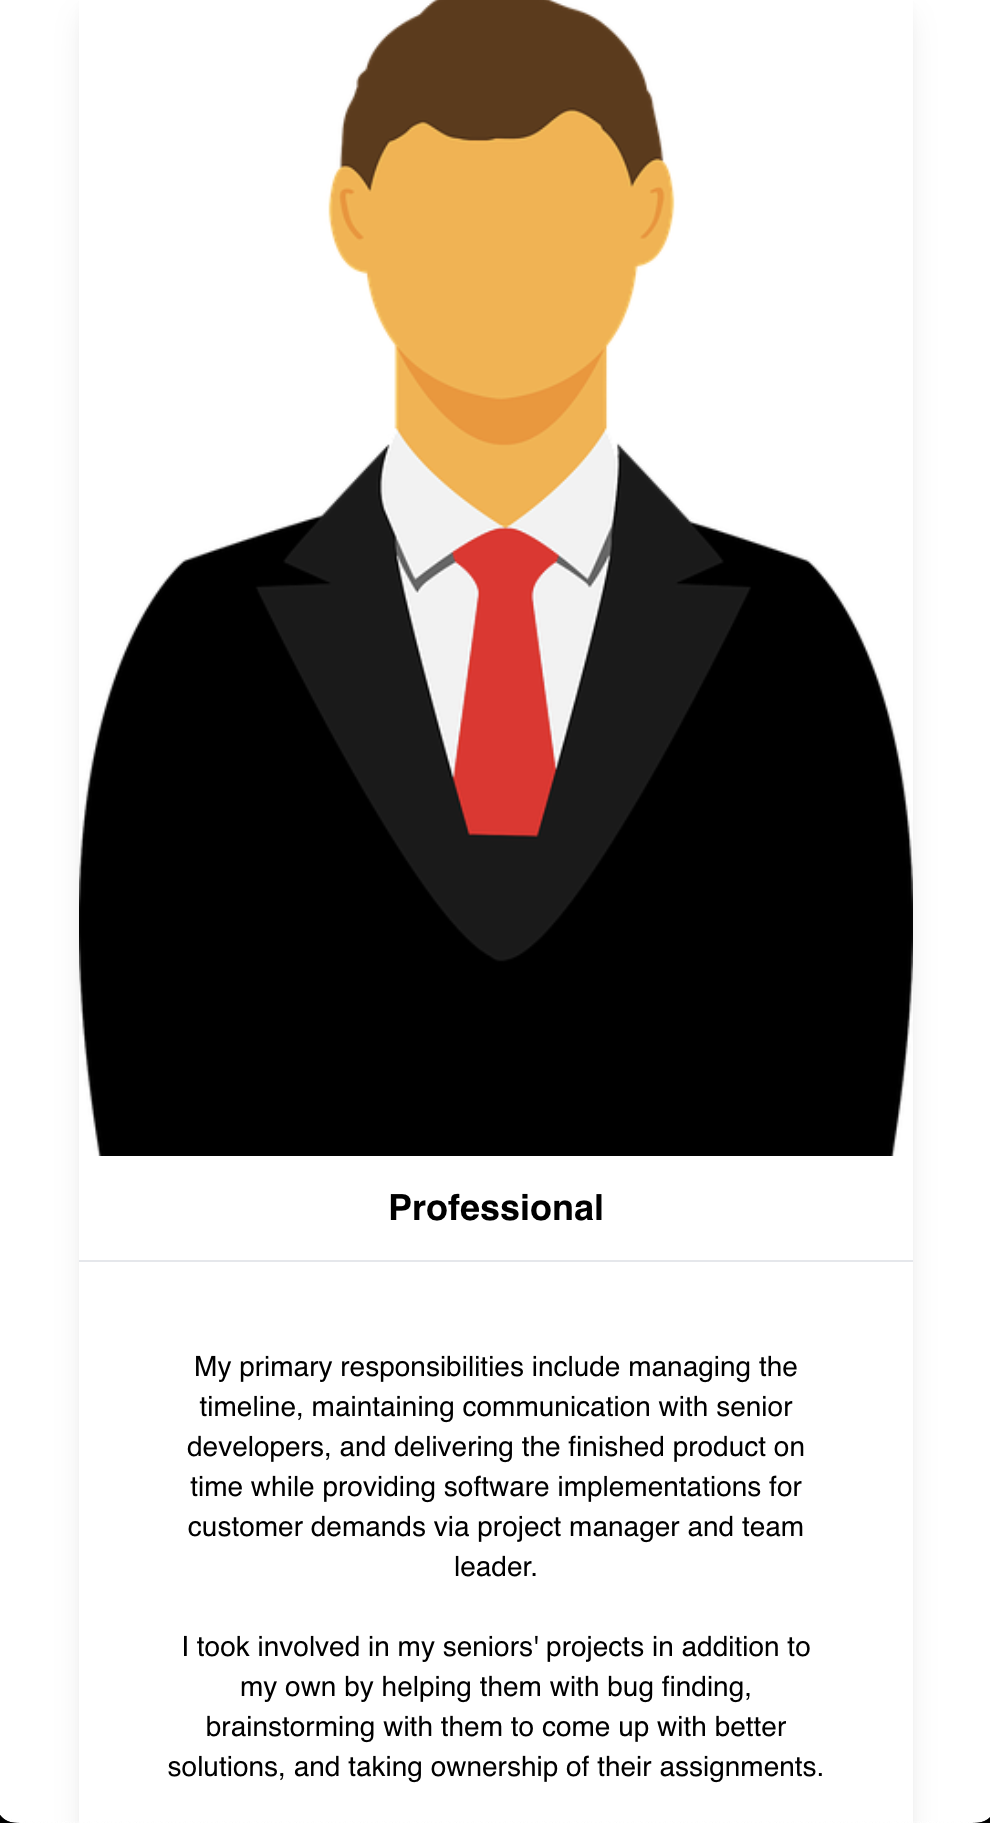 Professional
My primary responsibilities include managing the
timeline, maintaining communication with senior
developers, and delivering the finished product on
time while providing software implementations for
customer demands via project manager and team
leader.
I took involved in my seniors' projects in addition to
my own by helping them with bug finding,
brainstorming with them to come up with better
solutions, and taking ownership of their assignments.